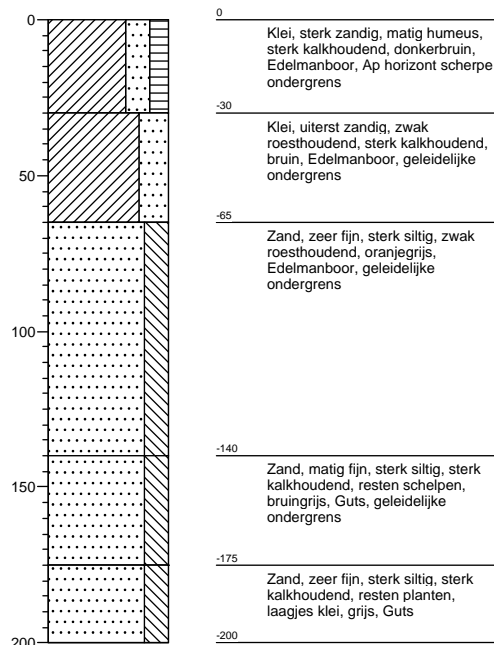 0
0
Klei, sterk zandig, matig humeus,
sterk kalkhoudend, donkerbruin,
Edelmanboor, Ap horizont scherpe
ondergrens
-30
Klei, uiterst zandig, zwak
roesthoudend, sterk kalkhoudend,
bruin, Edelmanboor, geleidelijke
ondergrens
50
-65
Zand, zeer fijn, sterk siltig, zwak
roesthoudend, oranjegrijs,
Edelmanboor, geleidelijke
ondergrens
100
-140
Zand, matig fijn, sterk siltig, sterk
kalkhoudend, resten schelpen,
bruingrijs, Guts, geleidelijke
ondergrens
150
-175
Zand, zeer fijn, sterk siltig, sterk
kalkhoudend, resten planten,
laagjes klei, grijs, Guts
200
-200